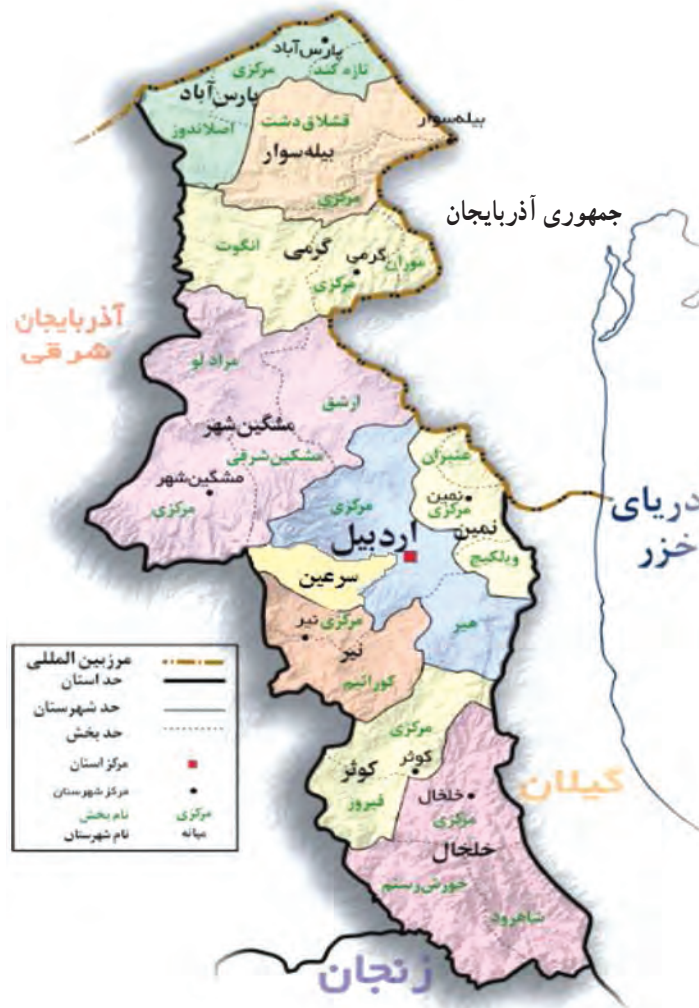 پارس‌آباد
تازه کند
مرکزی
پارس‌آباد
اصلاندوز
قشلاق دشت
بیله‌سوار
بیله‌سوار
مرکزی
جمهوری آذربایجان
انگوت
گرمی
گرمی
موران
مرکزی
آذربایجان
شرقی
مرادلو
ارشق
مشگین‌شهر
مشکین‌شرقی
مشگین‌شهر
مرکزی
عنبران
نمین
مرکزی
نمین
ویلکیج
مرکزی
اردبیل
دریای
خزر
سرعین
هیر
مرکزی
نیر
نیر
کورائیم
مرکزی
کوثر
کوثر
فیروز
گیلان
خلخال
مرکزی
خلخال
خورش‌رستم
شاهرود
زنجان
مرزبین المللی
حد استان
حد شهرستان
حد بخش
مرکز استان
مرکز شهرستان
نام بخش مرکزی
نام شهرستان میانه